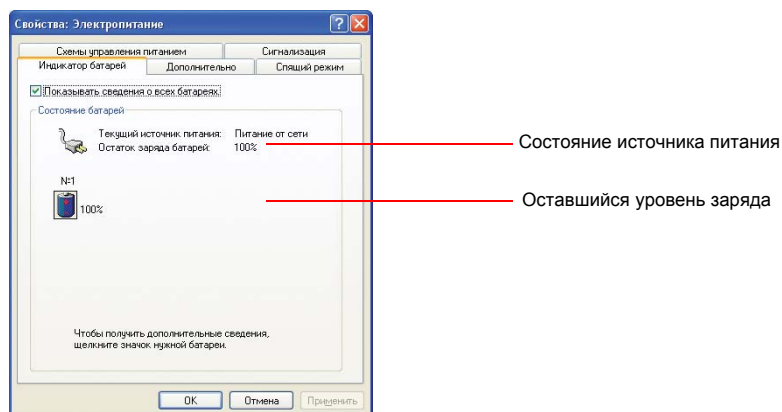 Свойства: Электропитание
Схемы управления питанием
Сигнализация
Индикатор батарей
Дополнительно
Спящий режим
Показывать сведения о всех батареях.
Состояние батарей
Текущий источник питания: Питание от сети
Остаток заряда батарей: 100%
Состояние источника питания
№1
100%
Оставшийся уровень заряда
Чтобы получить дополнительные сведения,
щелкните значок нужной батареи.
OK
Отмена
Применить